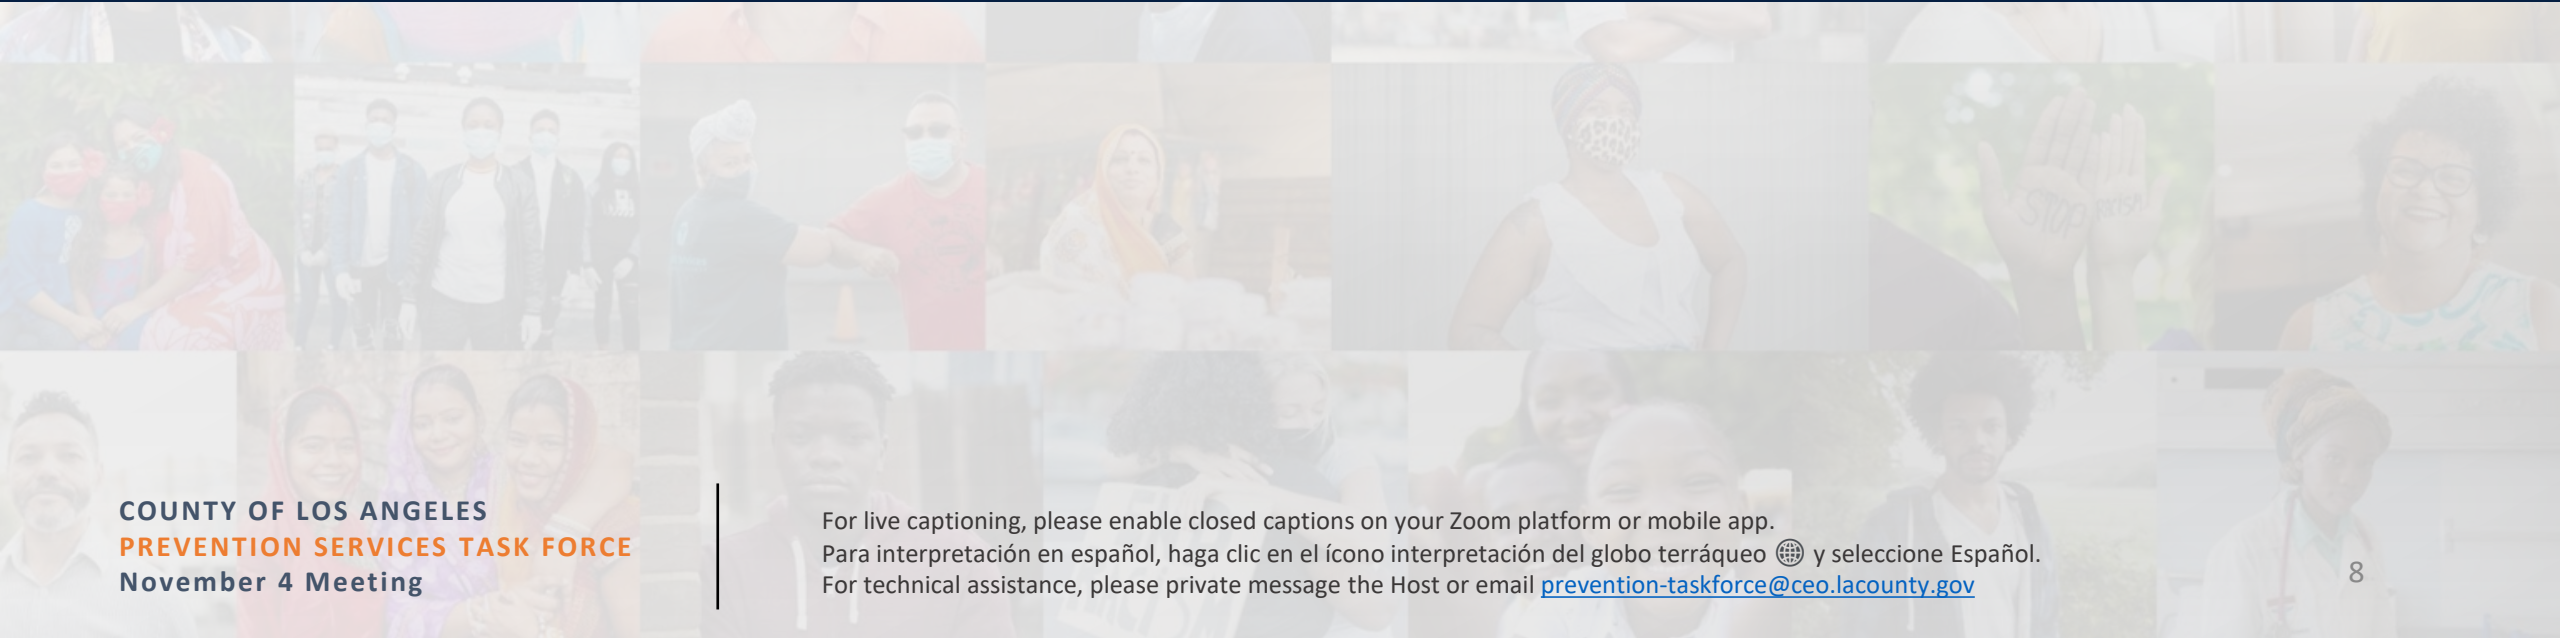 STOP
COUNTY OF LOS ANGELES
PREVENTION SERVICES TASK FORCE
November 4 Meeting
For live captioning, please enable closed captions on your Zoom platform or mobile app.
Para interpretación en español, haga clic en el ícono interpretación del globo terráqueo y seleccione Español.
For technical assistance, please private message the Host or email prevention-taskforce@ceo.lacounty.gov
8